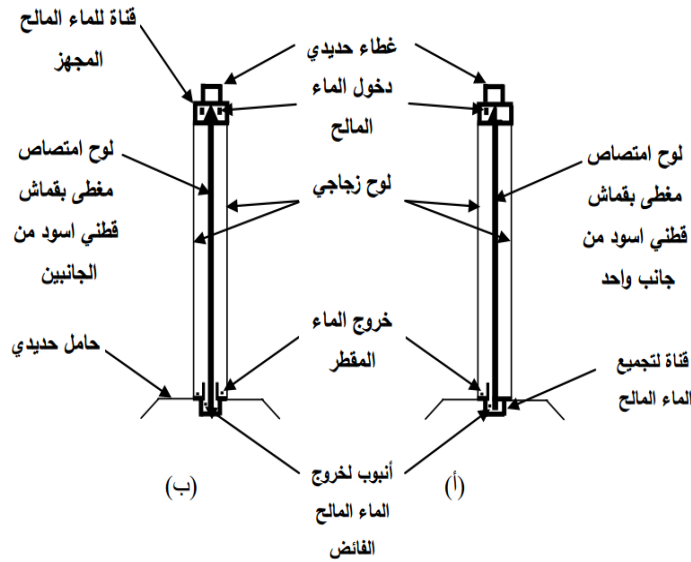 قناة للماء المالح
المجهز
غطاء حديدي
دخول الماء
المالح
لوح امتصاص
مغطى بقماش
قطني اسود من
جانب واحد
لوح زجاجي
لوح امتصاص
مغطى بقماش
قطني اسود من
الجانبين
خروج الماء
المقطر
حامل حديدي
قناة لتجميع
الماء المالح
أنبوب لخروج
الماء المالح
الفائض
(أ)
(ب)